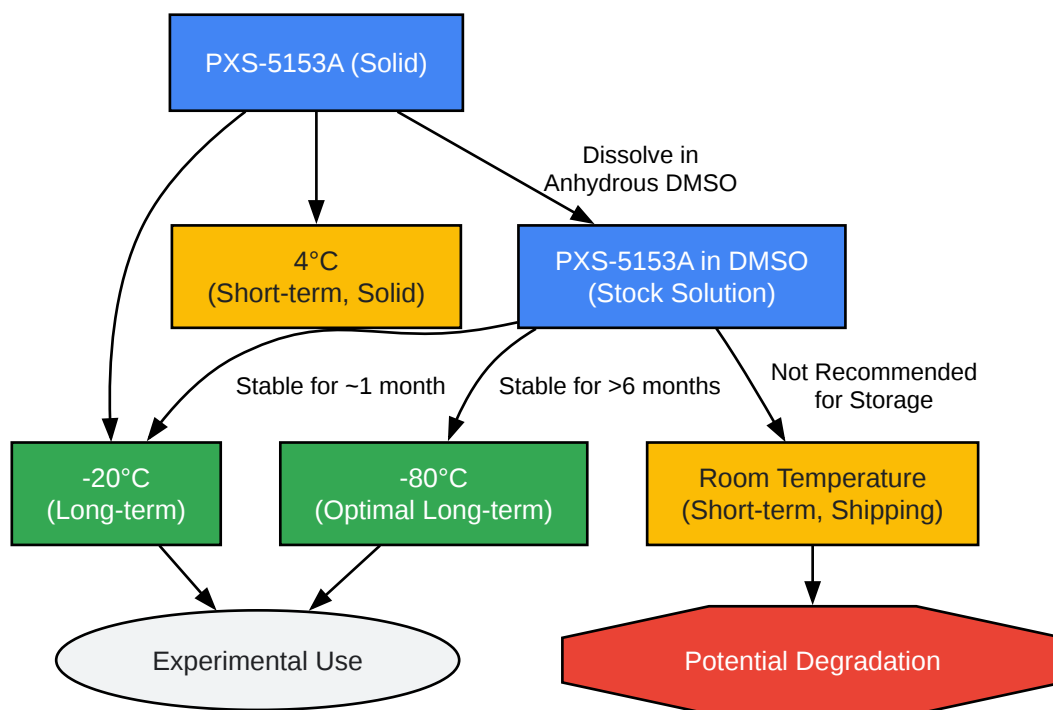 PXS-5153A (Solid)
Dissolve in
Anhydrous DMSO
4°C
(Short-term, Solid)
PXS-5153A in DMSO
(Stock Solution)
Stable for ~1 month
Stable for >6 months
Not Recommended
for Storage
-20°C
(Long-term)
-80°C
(Optimal Long-term)
Room Temperature
(Short-term, Shipping)
Experimental Use
Potential Degradation